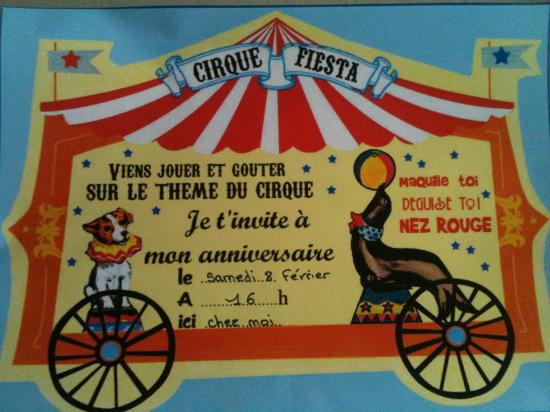 CIRQUE FIESTA
VIENS JOUER ET GOUTER
SUR LE THEME DU CIRQUE
Je t'invite à
mon anniversaire
le ..Samedi..8..Février
A .......16.....h
ici .chez..moi..
Maquille toi
DEGUISE TOI
NEZ ROUGE